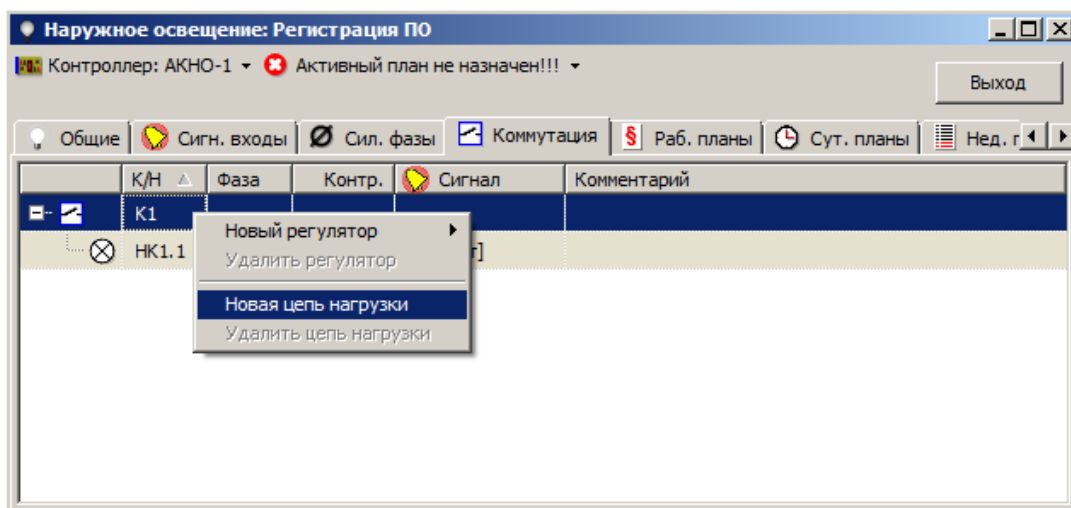 Наружное освещение: Регистрация ПО
Контроллер: АКНО-1 Активный план не назначен!!!
Выход
Общие Сигн. входы Сил. фазы Коммутация Раб. планы Сут. планы Нед. г
К/Н Фаза Контр. Сигнал Комментарий
К1
Новый регулятор
НК1.1 Удалить регулятор т]
Новая цепь нагрузки
Удалить цепь нагрузки